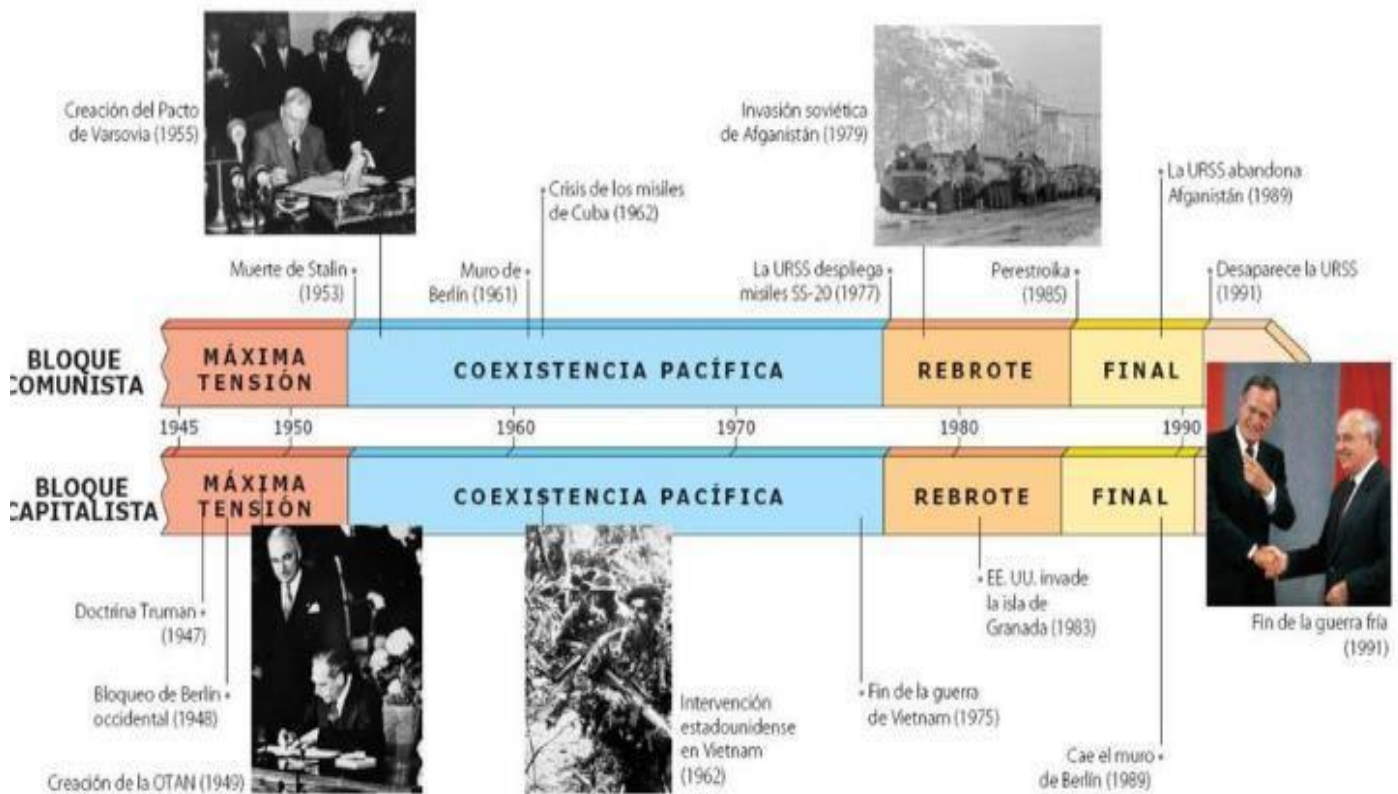 Creación del Pacto
de Varsovia (1955)
Invasión soviética
de Afganistán (1979)
Crisis de los misiles
de Cuba (1962)
La URSS abandona
Afganistán (1989)
Muerte de Stalin
(1953)
Muro de
Berlín (1961)
La URSS despliega
misiles SS-20 (1977)
Perestroika
(1985)
Desaparece la URSS
(1991)
BLOQUE
COMUNISTA
MÁXIMA
TENSIÓN
COEXISTENCIA PACÍFICA
REBROTE
FINAL
1945
1950
1960
1970
1980
1990
BLOQUE
CAPITALISTA
MÁXIMA
TENSIÓN
COEXISTENCIA PACÍFICA
REBROTE
FINAL
Doctrina Truman
(1947)
Bloqueo de Berlín
occidental (1948)
Creación de la OTAN (1949)
Intervención
estadounidense
en Vietnam
(1962)
Fin de la guerra
de Vietnam (1975)
EE. UU. invade
la isla de
Granada (1983)
Cae el muro
de Berlín (1989)
Fin de la guerra fría
(1991)